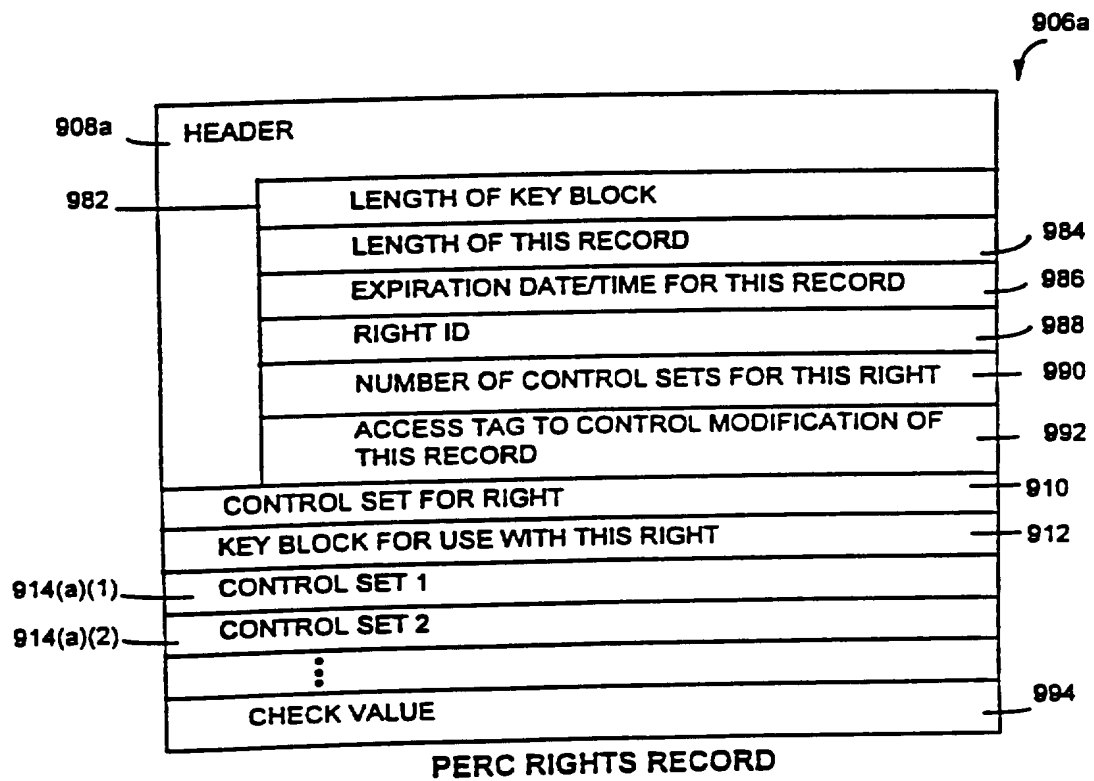 906a
908a
HEADER
982
LENGTH OF KEY BLOCK
LENGTH OF THIS RECORD
984
EXPIRATION DATE/TIME FOR THIS RECORD
986
RIGHT ID
988
NUMBER OF CONTROL SETS FOR THIS RIGHT
990
ACCESS TAG TO CONTROL MODIFICATION OF
THIS RECORD
992
CONTROL SET FOR RIGHT
910
KEY BLOCK FOR USE WITH THIS RIGHT
912
914(a)(1)
CONTROL SET 1
914(a)(2)
CONTROL SET 2
CHECK VALUE
994
PERC RIGHTS RECORD